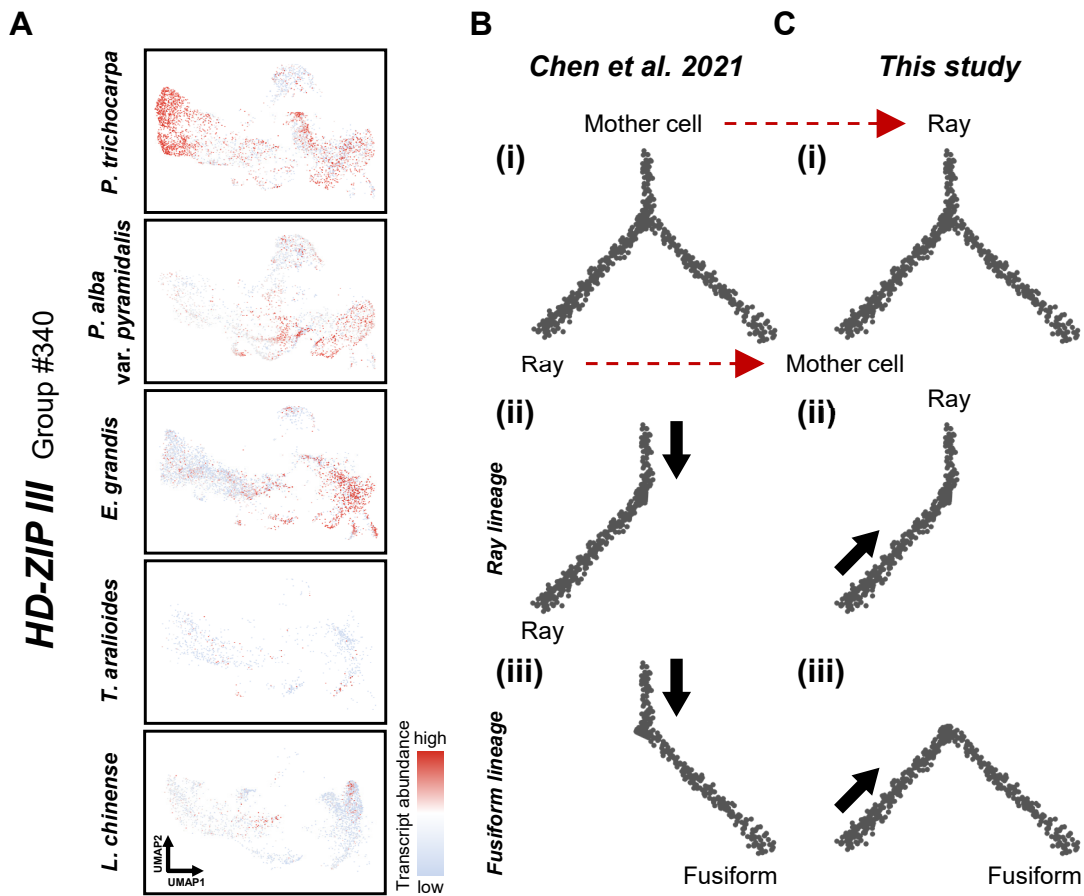 A
HD-ZIP III Group #340
P. trichocarpa
P. alba
var. pyramidalis
E. grandis
T. aralioides
L. chinense
UMAP2
UMAP1
Transcript abundance
high
low
B
Chen et al. 2021
Mother cell
(i)
Ray
(ii)
Ray lineage
Ray
(iii)
Fusiform lineage
Fusiform
C
This study
Ray
(i)
Mother cell
(ii)
Ray
(iii)
Fusiform